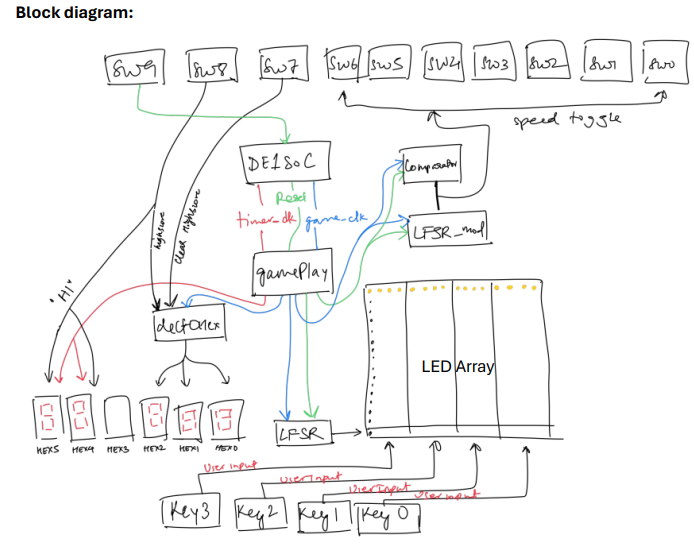 Block diagram:
SW9 SW8 SW7 SW6 SW5 SW4 SW3 SW2 SW1 SW0
speed toggle
DE1SoC
Comparator
Reset
timer_clk game_clk
highscore
clear Highscore
LFSR_mod
gamePlay
"HI"
LED Array
HEX5 HEX4 HEX3 HEX2 HEX1 HEX0
LFSR
User input
User Input
User Input
User input
Key3 Key2 Key1 Key0